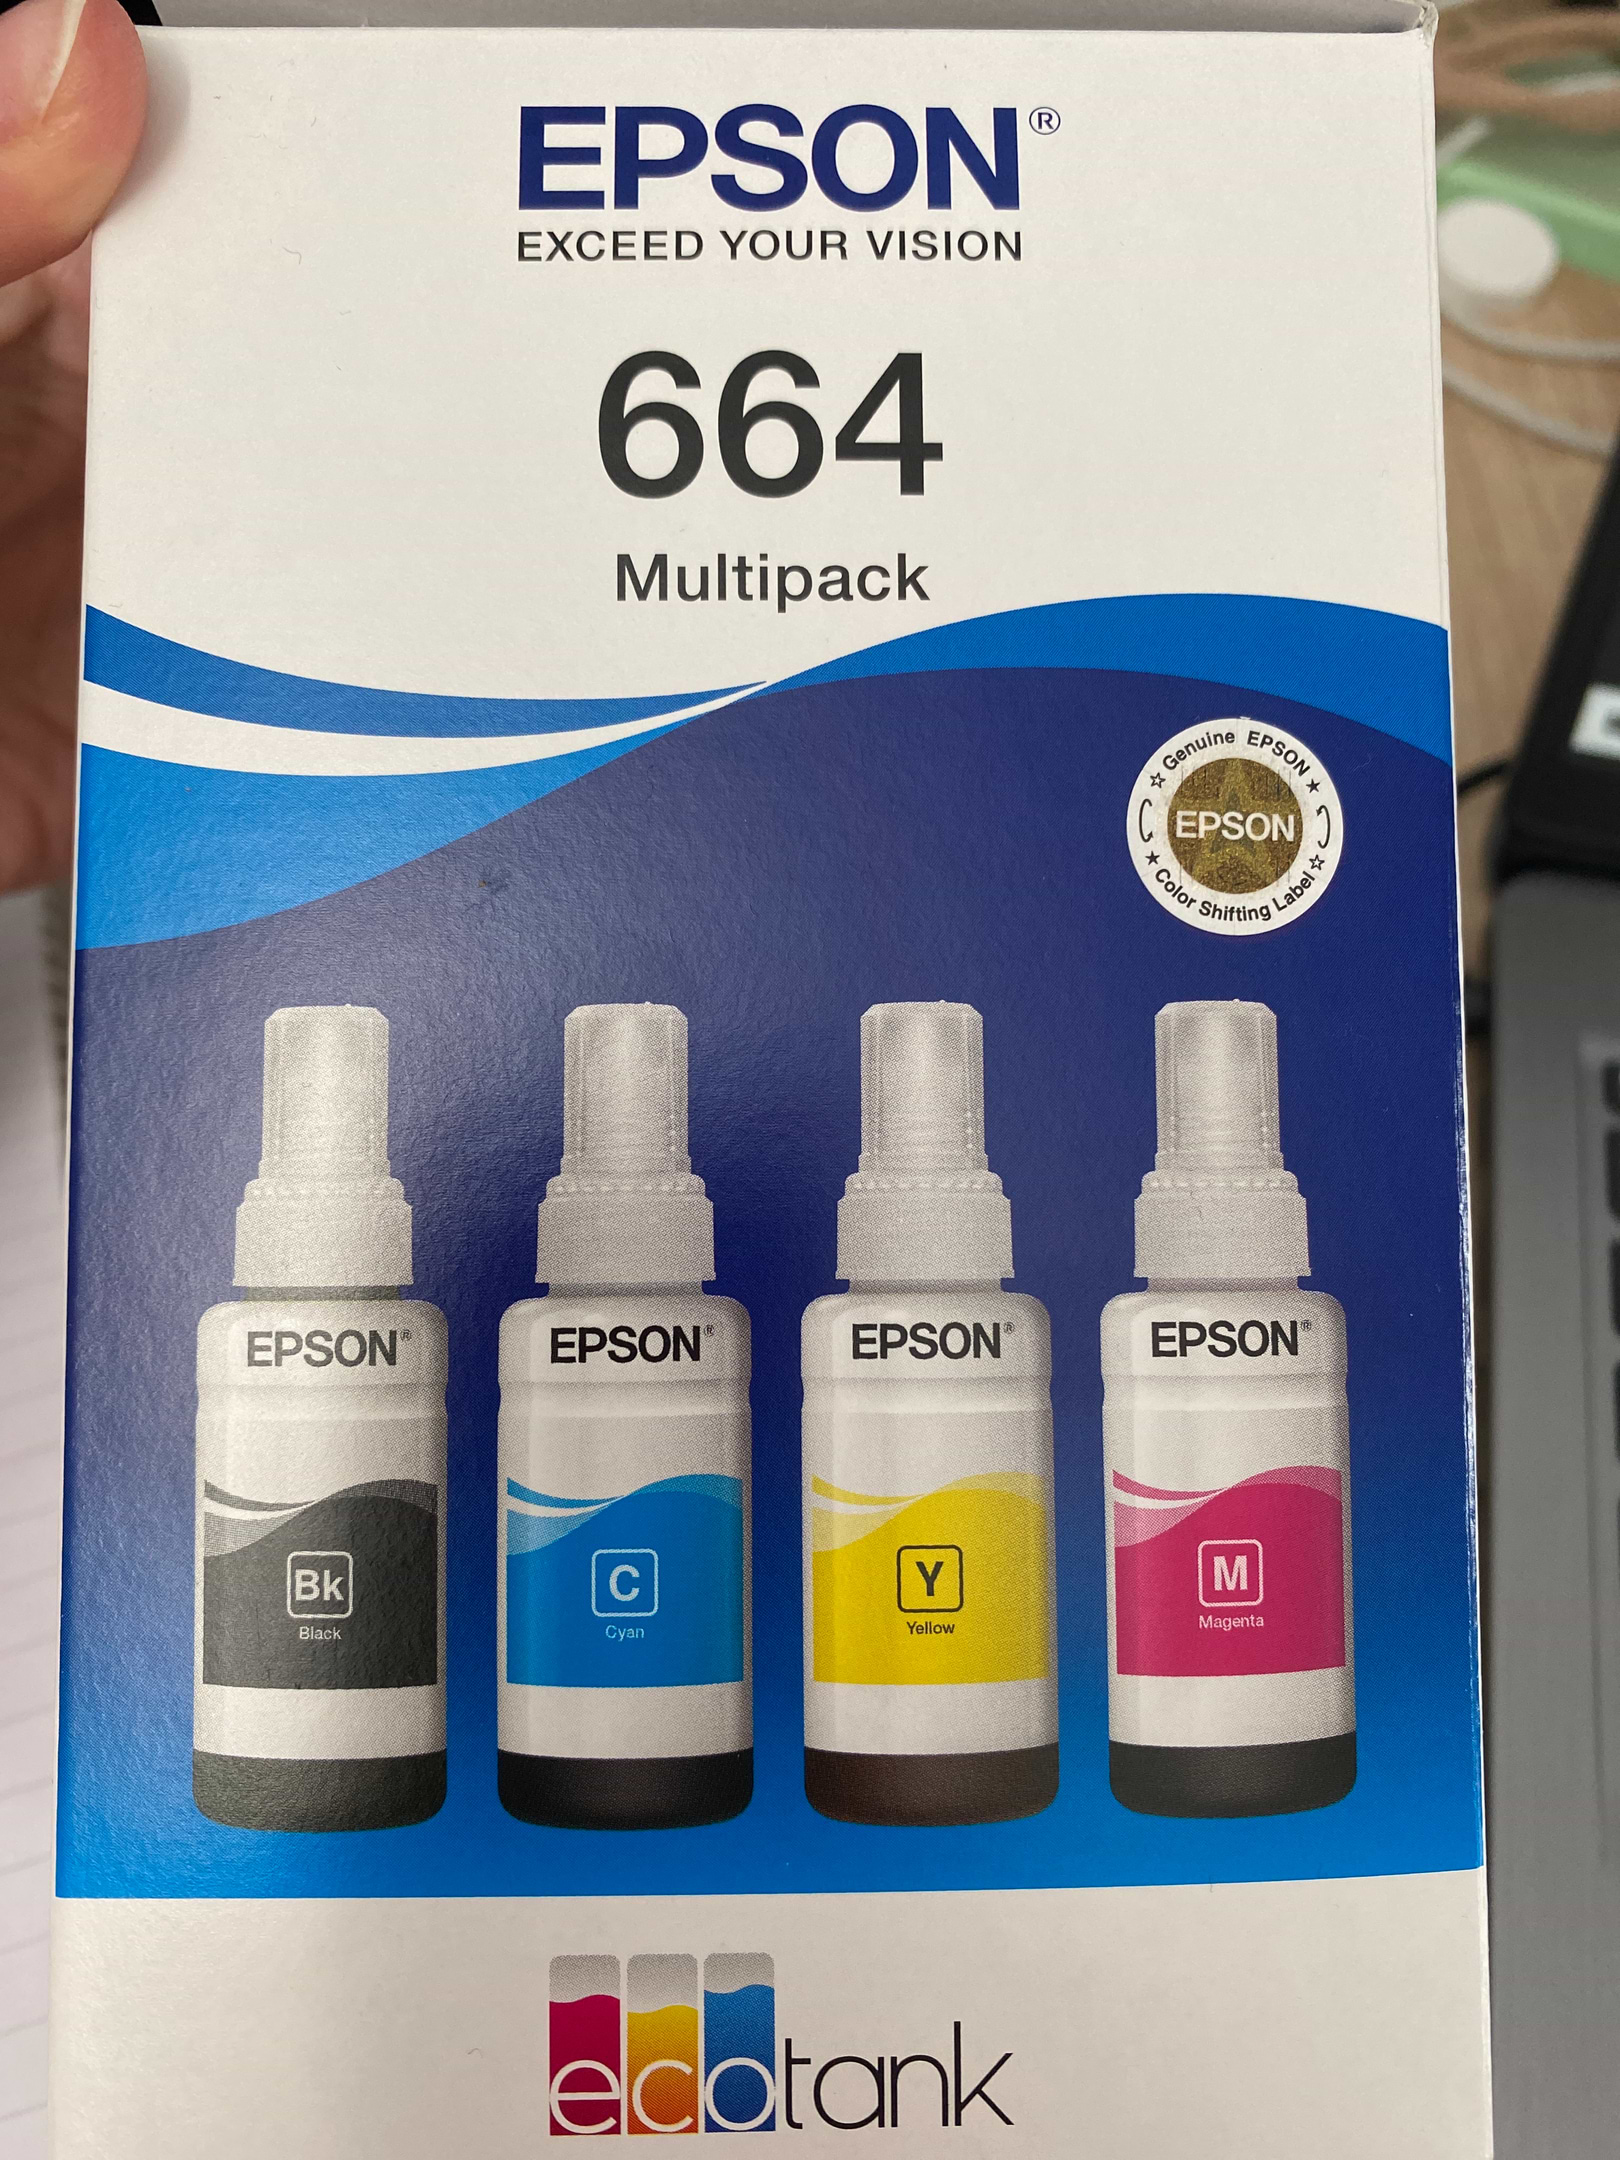 EPSON®
EXCEED YOUR VISION
664
Multipack
Genuine EPSON
EPSON
Color Shifting Label
EPSON® EPSON® EPSON® EPSON®
Bk C Y M
Black Cyan Yellow Magenta
ecotank